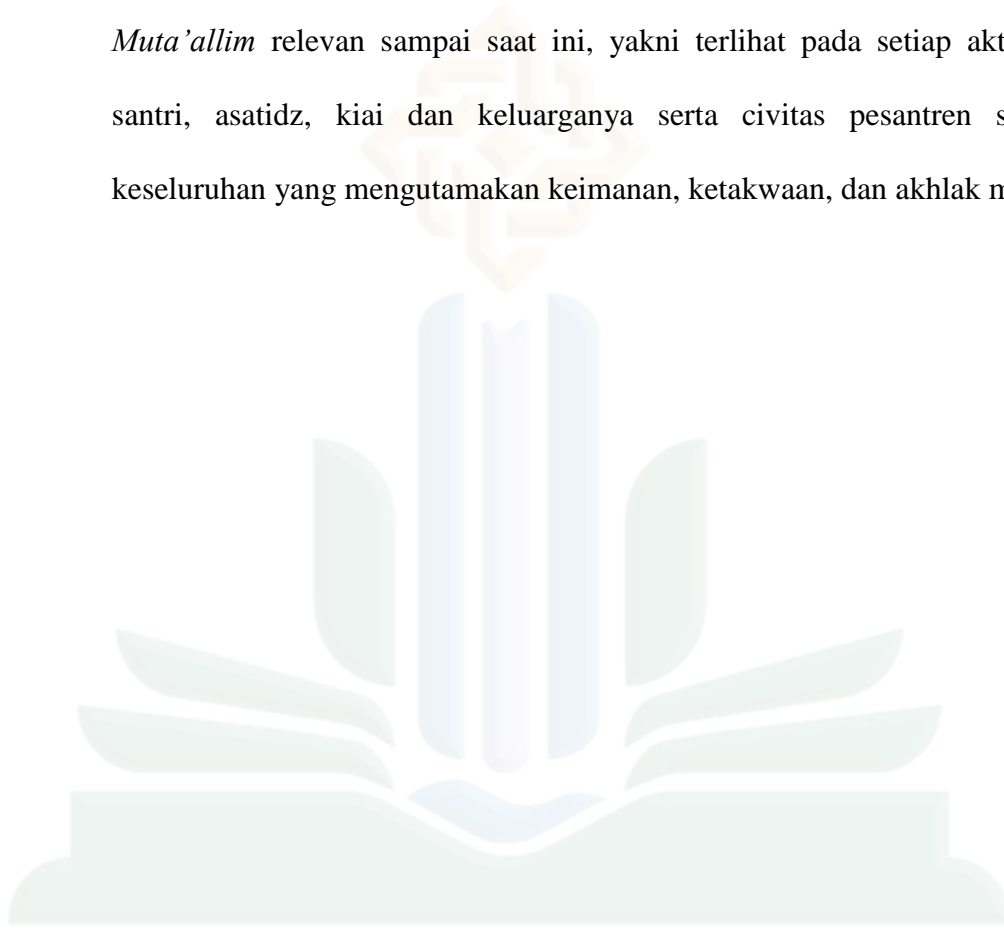 Muta’allim relevan sampai saat ini, yakni terlihat pada setiap
santri, asatidz, kiai dan keluarganya serta civitas pesantren
keseluruhan yang mengutamakan keimanan, ketakwaan, dan akhlak